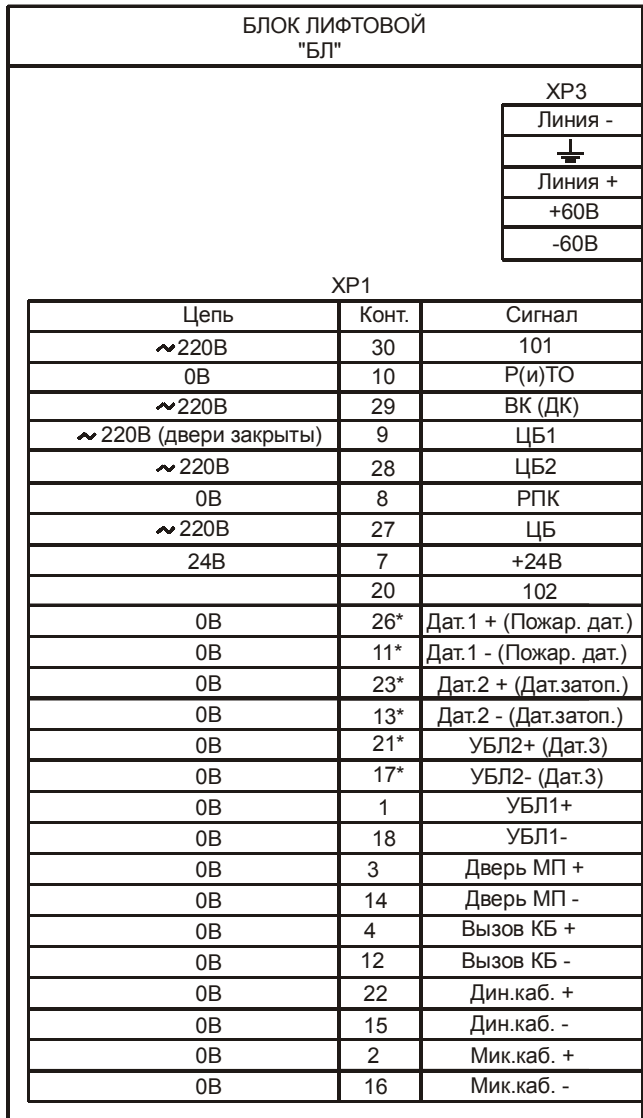 БЛОК ЛИФТОВОЙ
"БЛ"
XP3
Линия -
Линия +
+60В
-60В
XP1
Цепь Конт. Сигнал
~220В 30 101
0В 10 Р(и)ТО
~220В 29 ВК (ДК)
~ 220В (двери закрыты) 9 ЦБ1
~220В 28 ЦБ2
0В 8 РПК
~220В 27 ЦБ
24В 7 +24В
20 102
0В 26* Дат.1 + (Пожар. дат.)
0В 11* Дат.1 - (Пожар. дат.)
0В 23* Дат.2 + (Дат.затоп.)
0В 13* Дат.2 - (Дат.затоп.)
0В 21* УБЛ2+ (Дат.3)
0В 17* УБЛ2- (Дат.3)
0В 1 УБЛ1+
0В 18 УБЛ1-
0В 3 Дверь МП +
0В 14 Дверь МП -
0В 4 Вызов КБ +
0В 12 Вызов КБ -
0В 22 Дин.каб. +
0В 15 Дин.каб. -
0В 2 Мик.каб. +
0В 16 Мик.каб. -